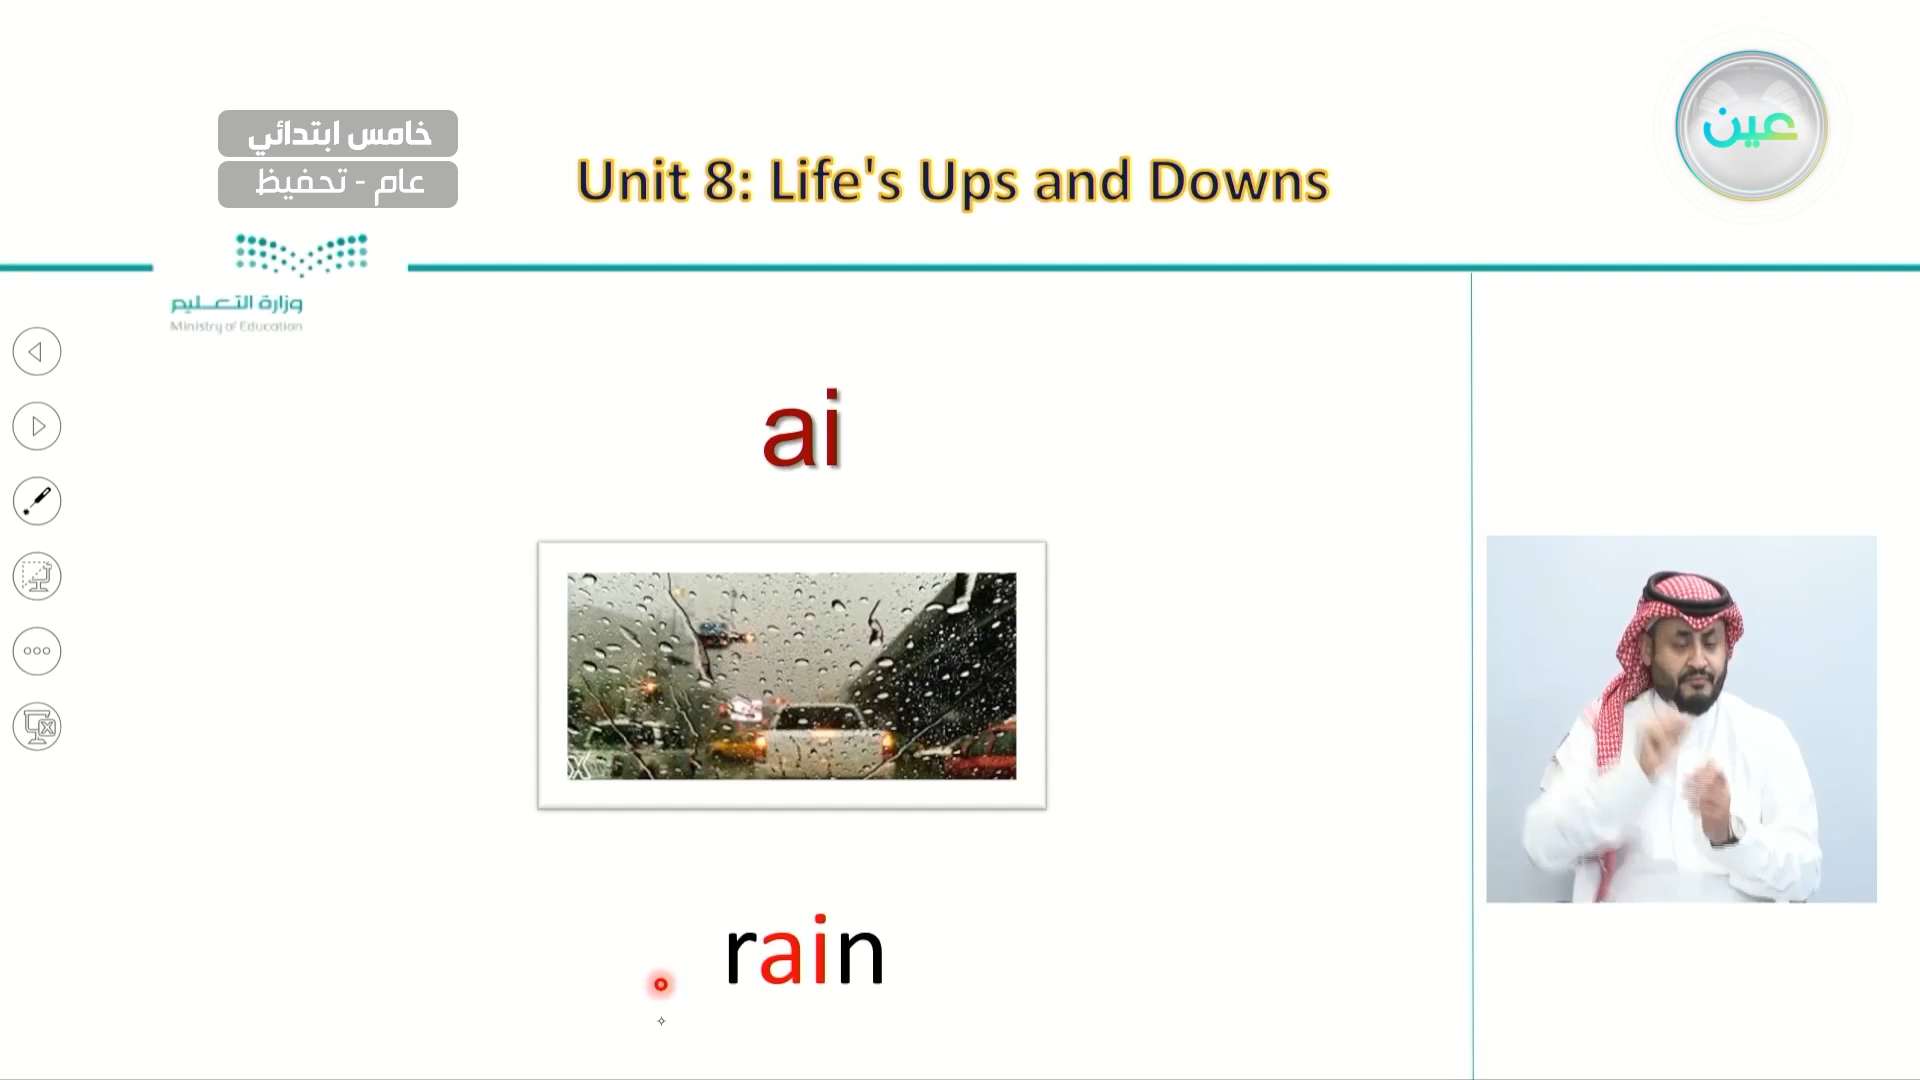 خامس ابتدائي
عام - تحفيظ
Unit 8: Life's Ups and Downs
عين
وزارة التعليم
Ministry of Education
ai
rain